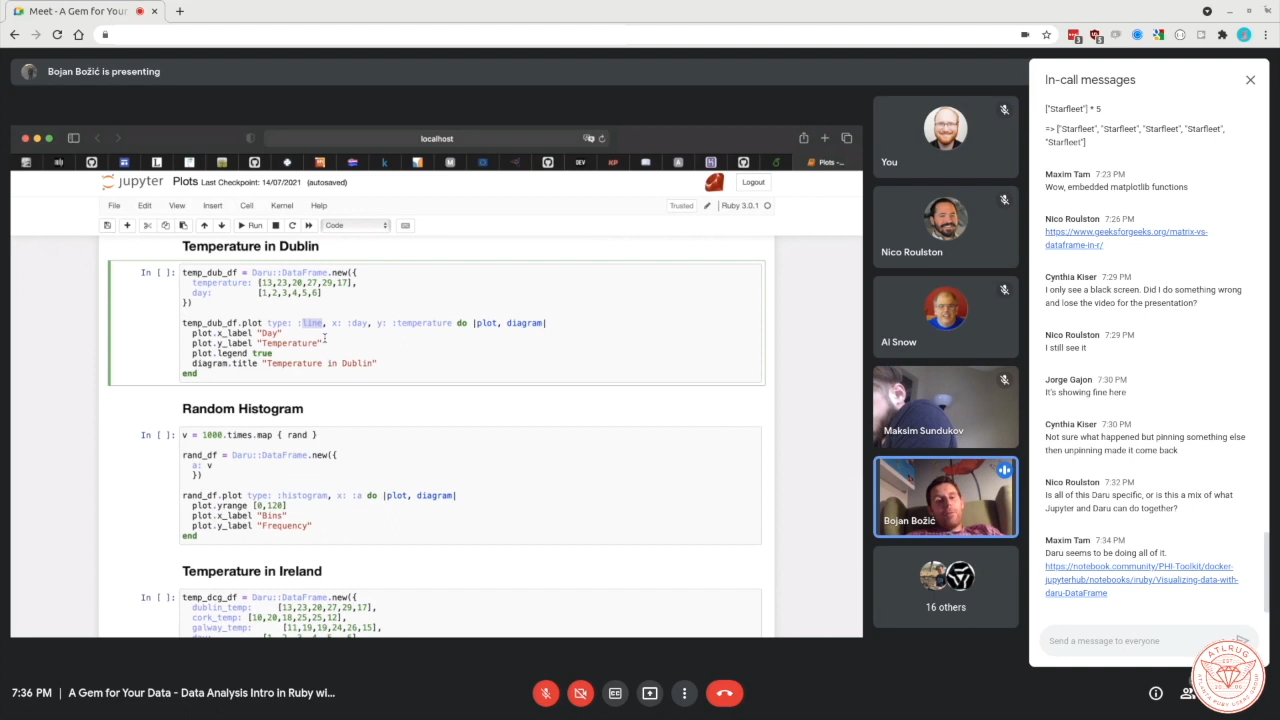 Meet - A Gem for Your
Bojan Božić is presenting
localhost
Plots -...
jupyter Plots Last Checkpoint: 14/07/2021 (autosaved)
Logout
File Edit View Insert Cell Kernel Help
Trusted Ruby 3.0.1
Run Code
Temperature in Dublin
In [ ]: temp_dub_df = Daru::DataFrame.new({
temperature: [13,23,20,27,29,17],
day: [1,2,3,4,5,6]
})
temp_dub_df.plot type: :line, x: :day, y: :temperature do |plot, diagram|
plot.x_label "Day"
plot.y_label "Temperature"
plot.legend true
diagram.title "Temperature in Dublin"
end
Random Histogram
In [ ]: v = 1000.times.map { rand }
rand_df = Daru::DataFrame.new({
a: v
})
rand_df.plot type: :histogram, x: :a do |plot, diagram|
plot.yrange [0,120]
plot.x_label "Bins"
plot.y_label "Frequency"
end
Temperature in Ireland
In [ ]: temp_dcg_df = Daru::DataFrame.new({
dublin_temp: [13,23,20,27,29,17],
cork_temp: [10,20,18,25,25,12],
galway_temp: [11,19,19,24,26,15],
You
Nico Roulston
Al Snow
Maksim Sundukov
Bojan Božić
16 others
In-call messages
["Starfleet"] * 5
=> ["Starfleet", "Starfleet", "Starfleet", "Starfleet",
"Starfleet"]
Maxim Tam 7:23 PM
Wow, embedded matplotlib functions
Nico Roulston 7:26 PM
https://www.geeksforgeeks.org/matrix-vs-
dataframe-in-r/
Cynthia Kiser 7:29 PM
I only see a black screen. Did I do something wrong
and lose the video for the presentation?
Nico Roulston 7:29 PM
I still see it
Jorge Gajon 7:30 PM
It's showing fine here
Cynthia Kiser 7:30 PM
Not sure what happened but pinning something else
then unpinning made it come back
Nico Roulston 7:32 PM
Is all of this Daru specific, or is this a mix of what
Jupyter and Daru can do together?
Maxim Tam 7:34 PM
Daru seems to be doing all of it.
https://notebook.community/PHI-Toolkit/docker-
jupyterhub/notebooks/iruby/Visualizing-data-with-
daru-DataFrame
Send a message to everyone
7:36 PM | A Gem for Your Data - Data Analysis Intro in Ruby wi...
ATLRUG
EST.
20 06
ATLANTA RUBY USERS GROUP